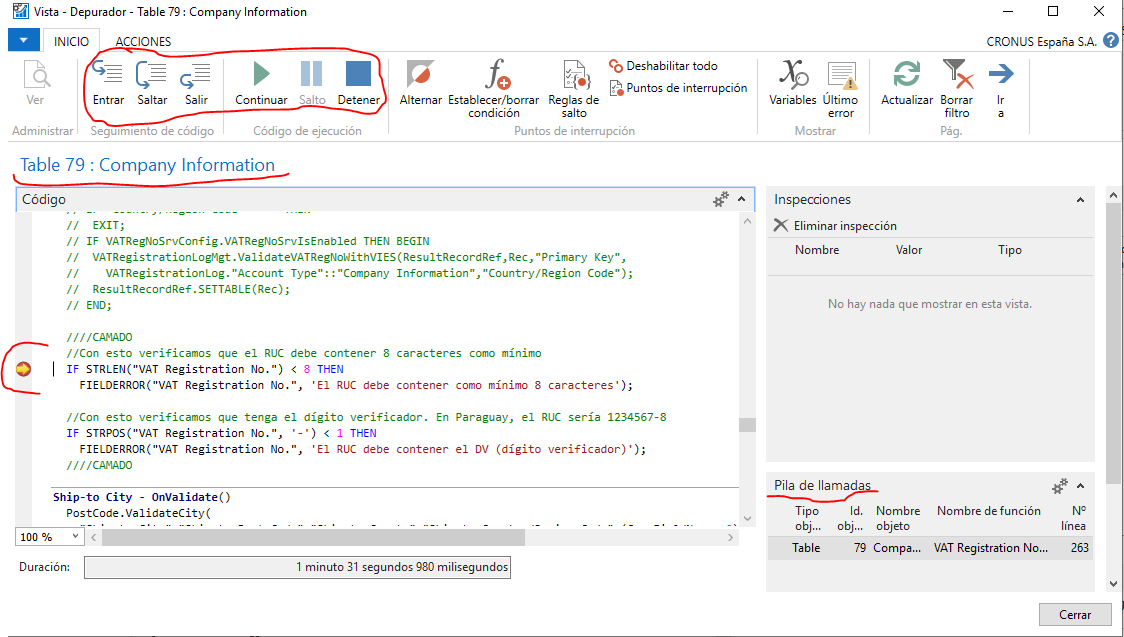 Vista - Depurador - Table 79 : Company Information
INICIO ACCIONES
CRONUS España S.A.
Ver
Entrar Saltar Salir
Continuar Salto Detener
Alternar Establecer/borrar condición Reglas de salto
Deshabilitar todo
Puntos de interrupción
Variables Último error
Actualizar Borrar filtro Ir a
Administrar Seguimiento de código Código de ejecución Puntos de interrupción Mostrar Pág.
Table 79 : Company Information
Código
// EXIT;
// IF VATRegNoSrvConfig.VATRegNoSrvIsEnabled THEN BEGIN
// VATRegistrationLogMgt.ValidateVATRegNoWithVIES(ResultRecordRef,Rec,"Primary Key",
// VATRegistrationLog."Account Type"::"Company Information","Country/Region Code");
// ResultRecordRef.SETTABLE(Rec);
// END;
////CAMADO
//Con esto verificamos que el RUC debe contener 8 caracteres como mínimo
IF STRLEN("VAT Registration No.") < 8 THEN
FIELDERROR("VAT Registration No.", 'El RUC debe contener como mínimo 8 caracteres');
//Con esto verificamos que tenga el dígito verificador. En Paraguay, el RUC sería 1234567-8
IF STRPOS("VAT Registration No.", '-') < 1 THEN
FIELDERROR("VAT Registration No.", 'El RUC debe contener el DV (dígito verificador)');
////CAMADO
Ship-to City - OnValidate()
PostCode.ValidateCity(
100 %
Duración: 1 minuto 31 segundos 980 milisegundos
Inspecciones
Eliminar inspección
Nombre Valor Tipo
No hay nada que mostrar en esta vista.
Pila de llamadas
Tipo obj... Id. obj... Nombre objeto Nombre de función Nº línea
Table 79 Compa... VAT Registration No... 263
Cerrar